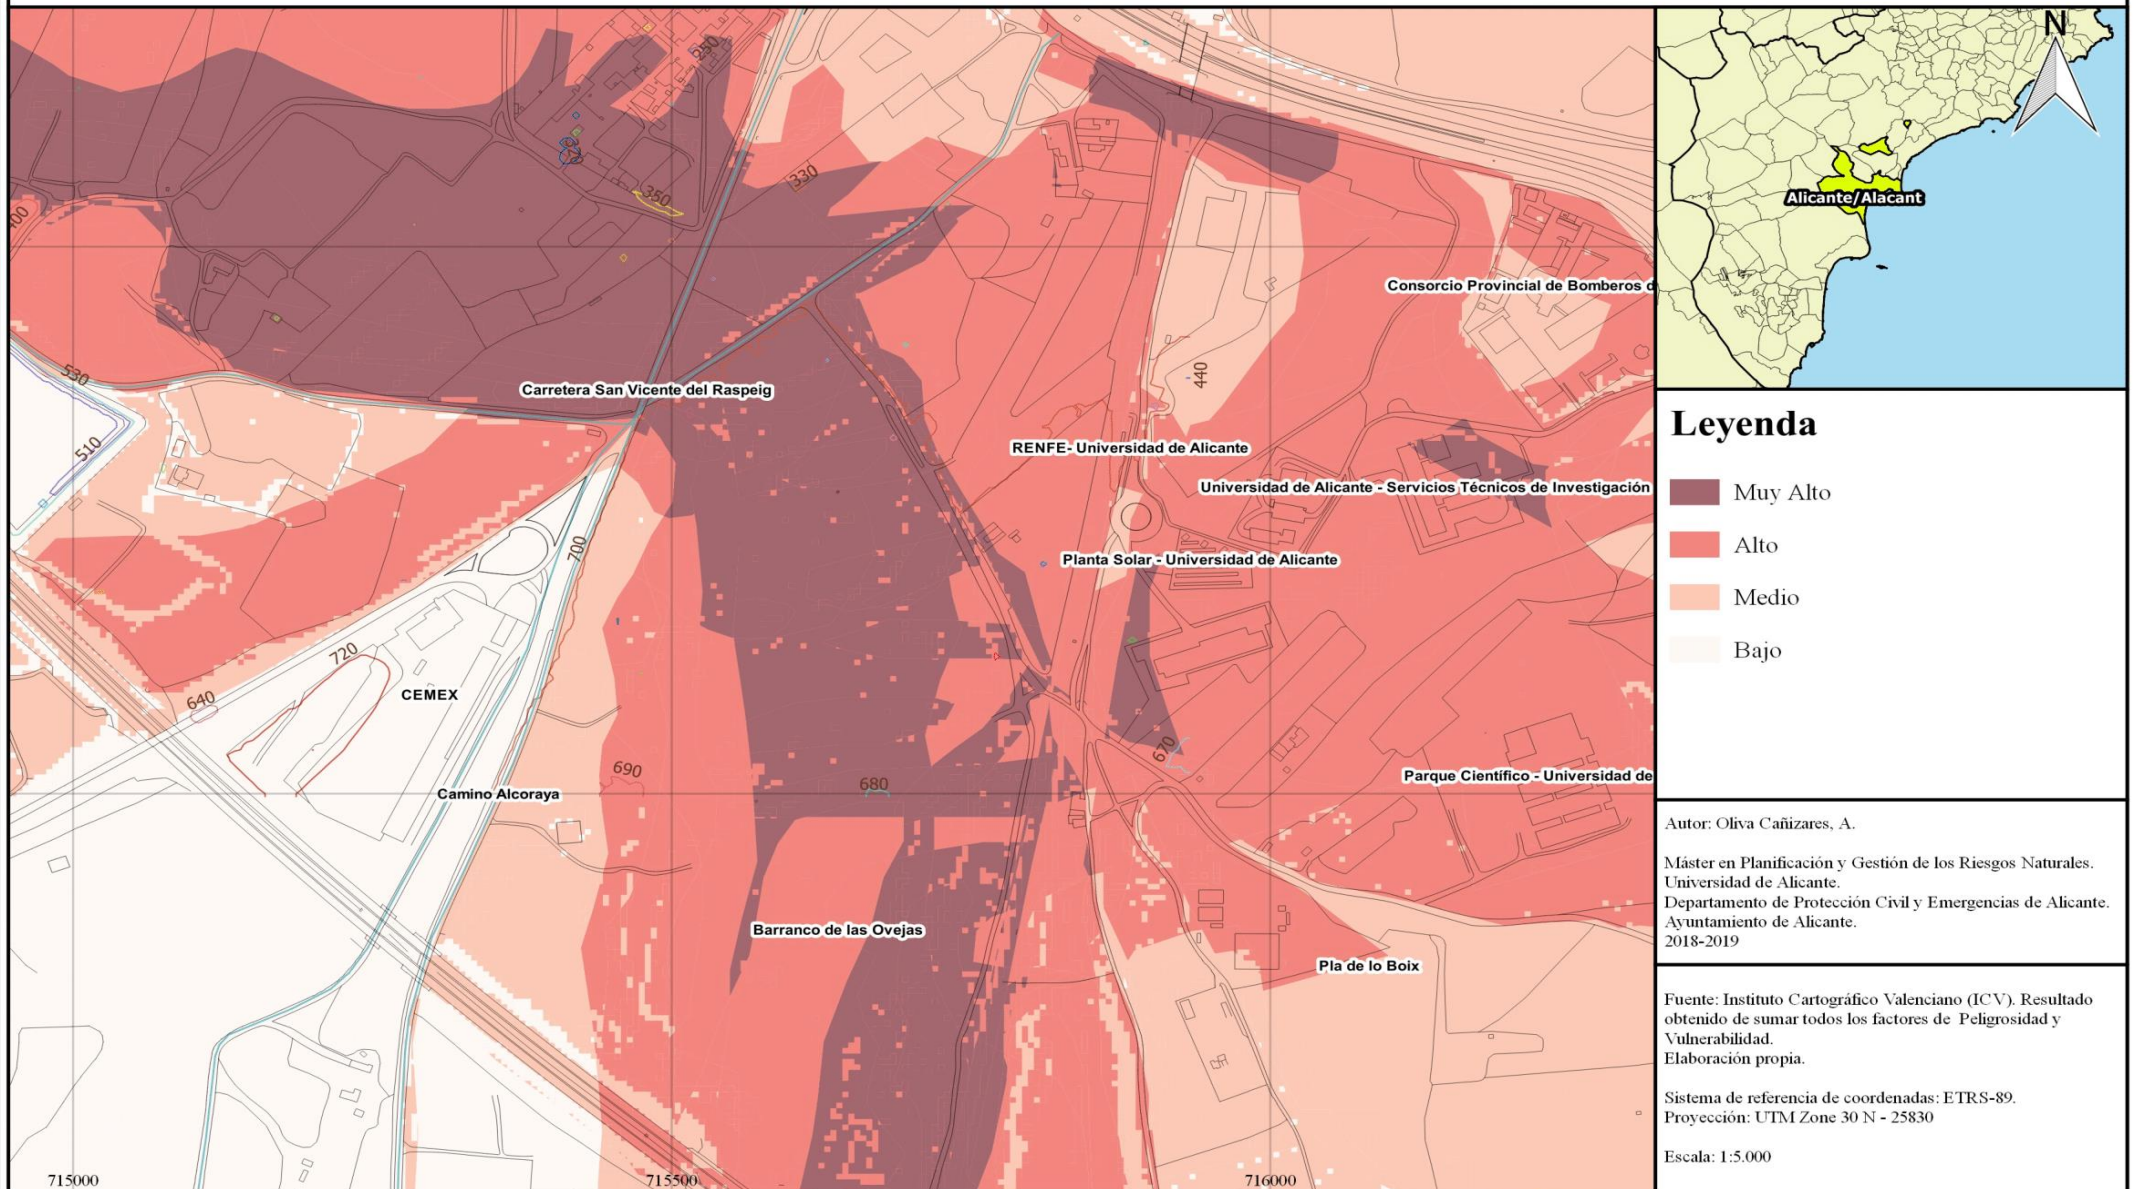 250
330
350
400
N
Alicante/Alacant
Consorcio Provincial de Bomberos d
530
440
Carretera San Vicente del Raspeig
Leyenda
510
RENFE- Universidad de Alicante
Universidad de Alicante - Servicios Técnicos de Investigación
Muy Alto
700
Alto
Planta Solar - Universidad de Alicante
Medio
720
Bajo
640
CEMEX
670
690
680
Camino Alcoraya
Parque Científico - Universidad de
Barranco de las Ovejas
Pla de lo Boix
715000
715500
716000
Autor: Oliva Cañizares, A.
Máster en Planificación y Gestión de los Riesgos Naturales.
Universidad de Alicante.
Departamento de Protección Civil y Emergencias de Alicante.
Ayuntamiento de Alicante.
2018-2019
Fuente: Instituto Cartográfico Valenciano (ICV). Resultado
obtenido de sumar todos los factores de Peligrosidad y
Vulnerabilidad.
Elaboración propia.
Sistema de referencia de coordenadas: ETRS-89.
Proyección: UTM Zone 30 N - 25830
Escala: 1:5.000